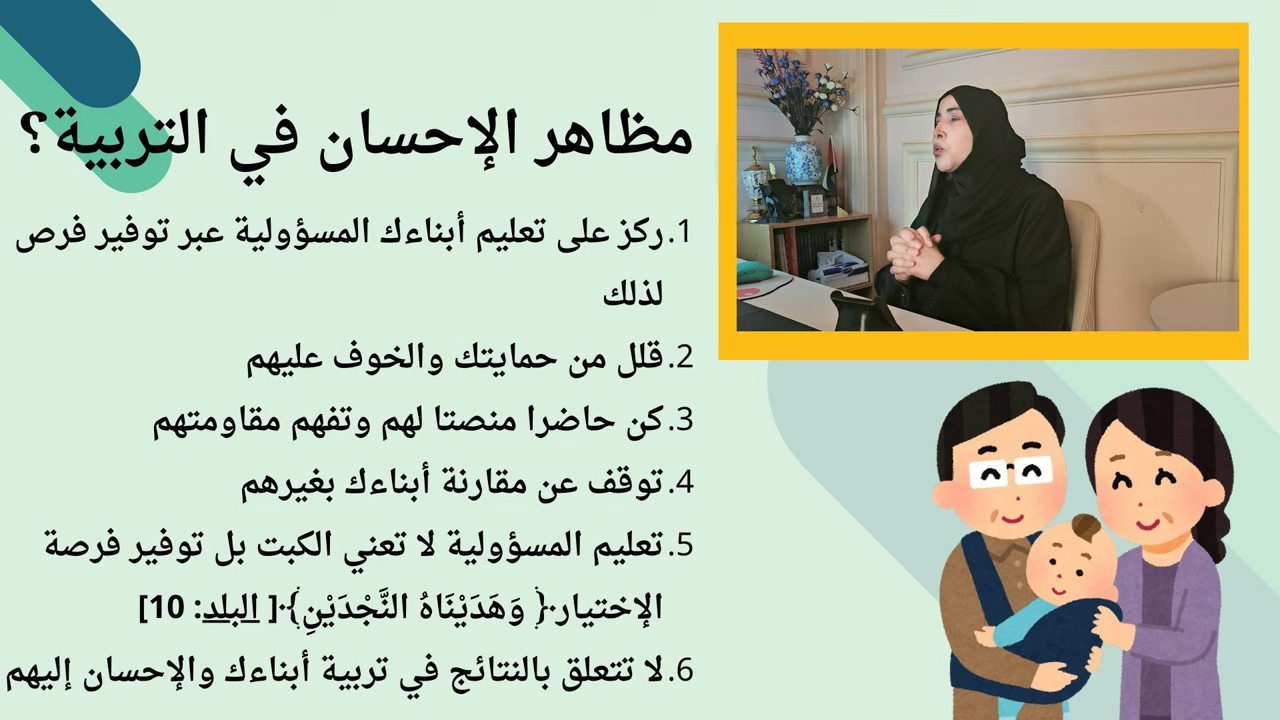 مظاهر الإحسان في التربية؟
1.ركز على تعليم أبناءك المسؤولية عبر توفير فرص
لذلك
2.قلل من حمايتك والخوف عليهم
3.كن حاضرا منصتا لهم وتفهم مقاومتهم
4.توقف عن مقارنة أبناءك بغيرهم
5.تعليم المسؤولية لا تعني الكبت بل توفير فرصة
الإختيار·﴿ وَهَدَيْنَاهُ النَّجْدَيْنِ﴾·[ البلد: 10]
6.لا تتعلق بالنتائج في تربية أبناءك والإحسان إليهم